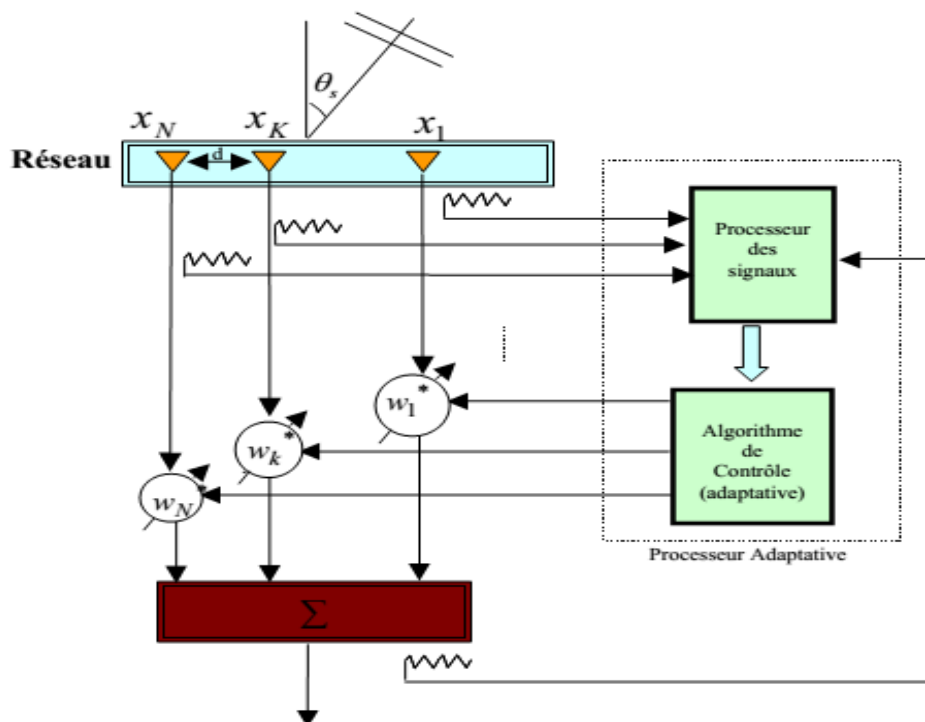 θs
xN xK x1
Réseau
d
Processeur
des
signaux
w1*
wk*
wN*
Algorithme
de
Contrôle
(adaptative)
Processeur Adaptative
Σ